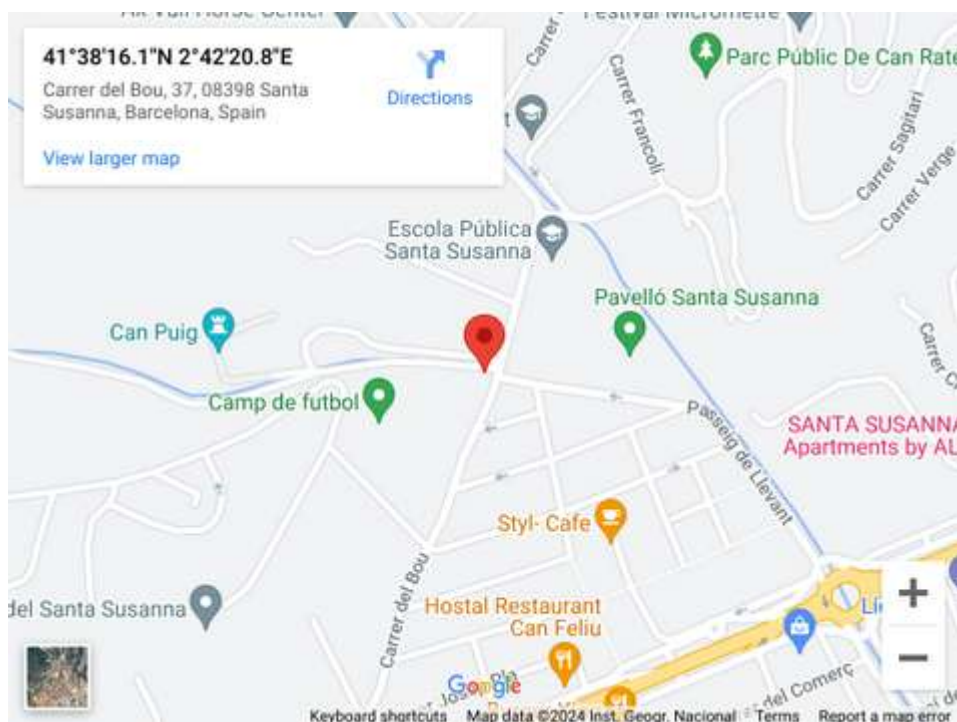 41°38'16.1"N 2°42'20.8"E
Carrer del Bou, 37, 08398 Santa
Susanna, Barcelona, Spain
Directions
View larger map
Parc Públic De Can Rate
Carrer Francolí
Carrer Sagitari
Carrer Verge
Escola Pública
Santa Susanna
Pavelló Santa Susanna
Can Puig
Camp de futbol
Carrer C
Passeig de Llevant
SANTA SUSANNA
Apartments by AL
Styl- Cafe
Carrer del Bou
del Santa Susanna
Hostal Restaurant
Can Feliu
Google
del Comerç
Keyboard shortcuts
Map data ©2024 Inst. Geogr. Nacional
Terms
Report a map error